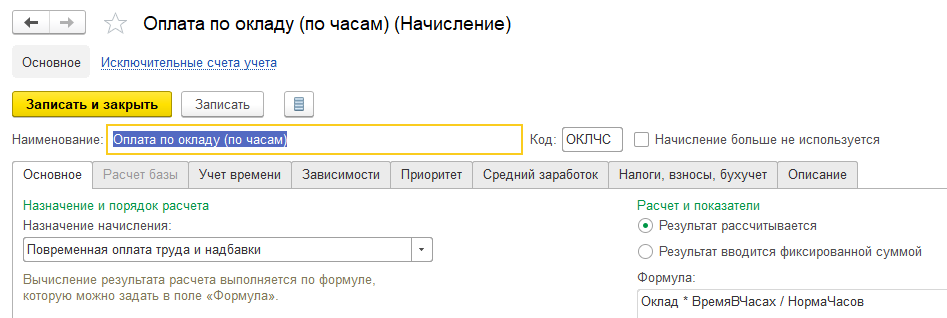 Оплата по окладу (по часам) (Начисление)
Основное Исключительные счета учета
Записать и закрыть Записать
Наименование: Оплата по окладу (по часам) Код: ОКЛЧС Начисление больше не используется
Основное Расчет базы Учет времени Зависимости Приоритет Средний заработок Налоги, взносы, бухучет Описание
Назначение и порядок расчета Расчет и показатели
Назначение начисления: Результат рассчитывается
Повременная оплата труда и надбавки Результат вводится фиксированной суммой
Вычисление результата расчета выполняется по формуле, Формула:
которую можно задать в поле «Формула». Оклад * ВремяВЧасах / НормаЧасов